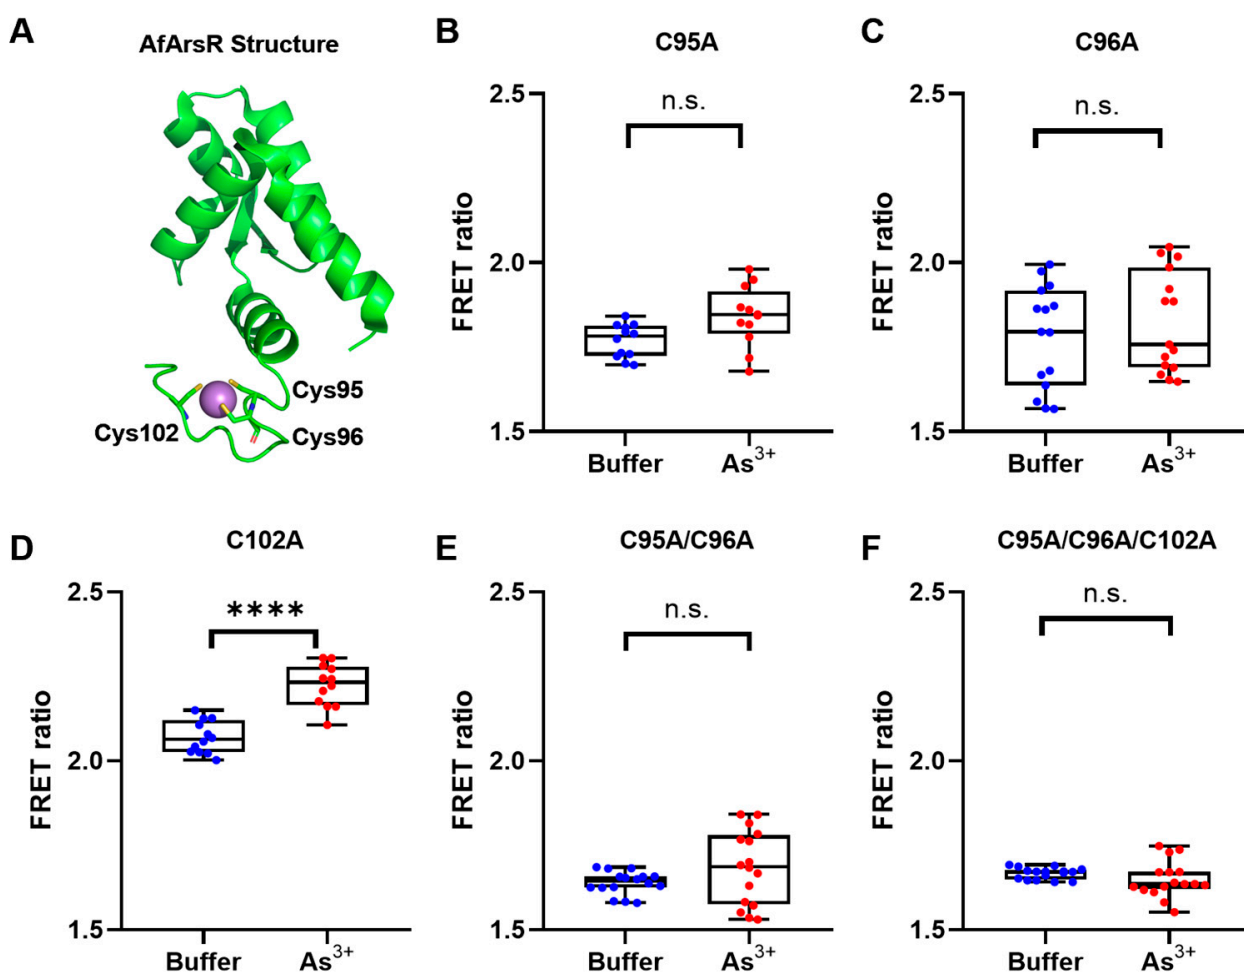 A
AfArsR Structure
Cys95
Cys102
Cys96
B
C95A
n.s.
2.5
2.0
1.5
FRET ratio
Buffer
As³⁺
C
C96A
n.s.
2.5
2.0
1.5
FRET ratio
Buffer
As³⁺
D
C102A
****
2.5
2.0
1.5
FRET ratio
Buffer
As³⁺
E
C95A/C96A
n.s.
2.5
2.0
1.5
FRET ratio
Buffer
As³⁺
F
C95A/C96A/C102A
n.s.
2.5
2.0
1.5
FRET ratio
Buffer
As³⁺